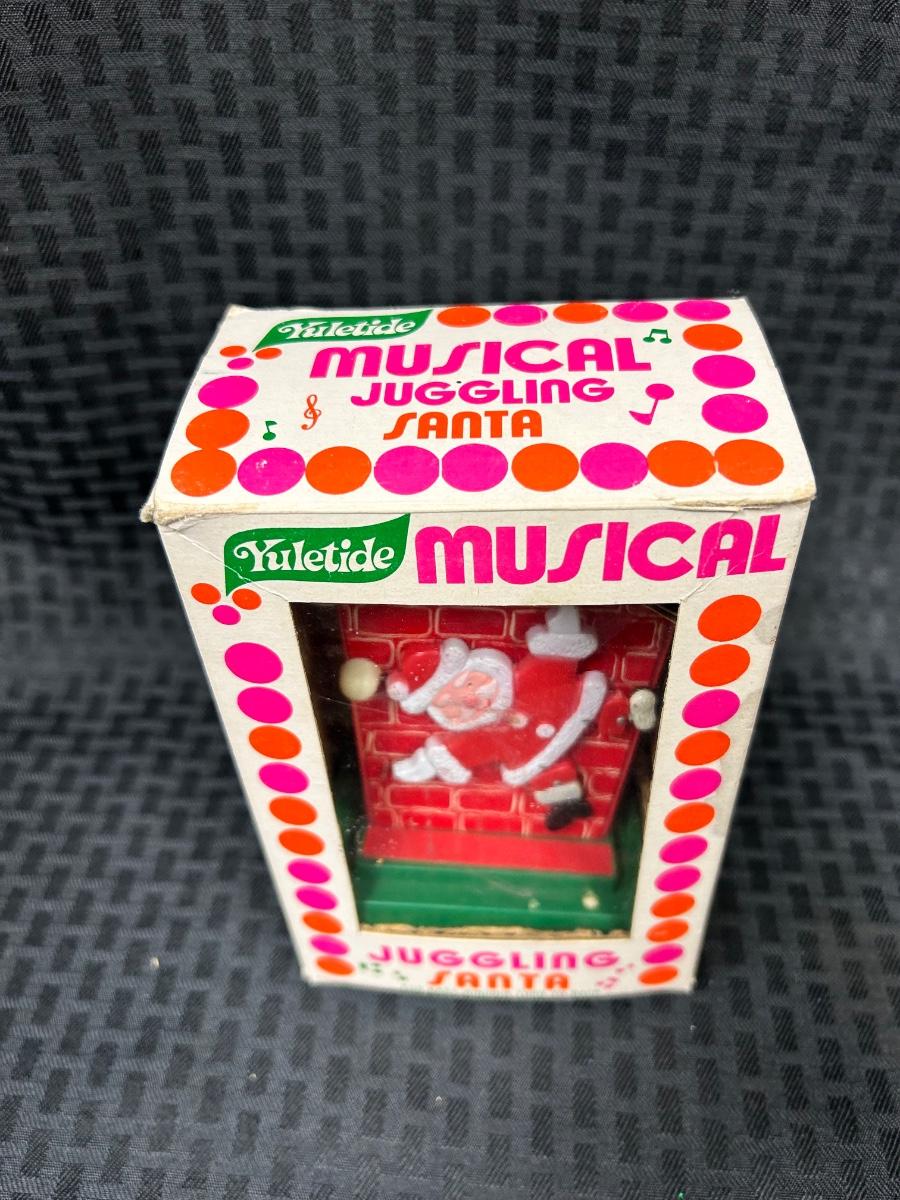 Yuletide
MUSICAL
JUGGLING
SANTA
Yuletide MUSICAL
JUGGLING
SANTA